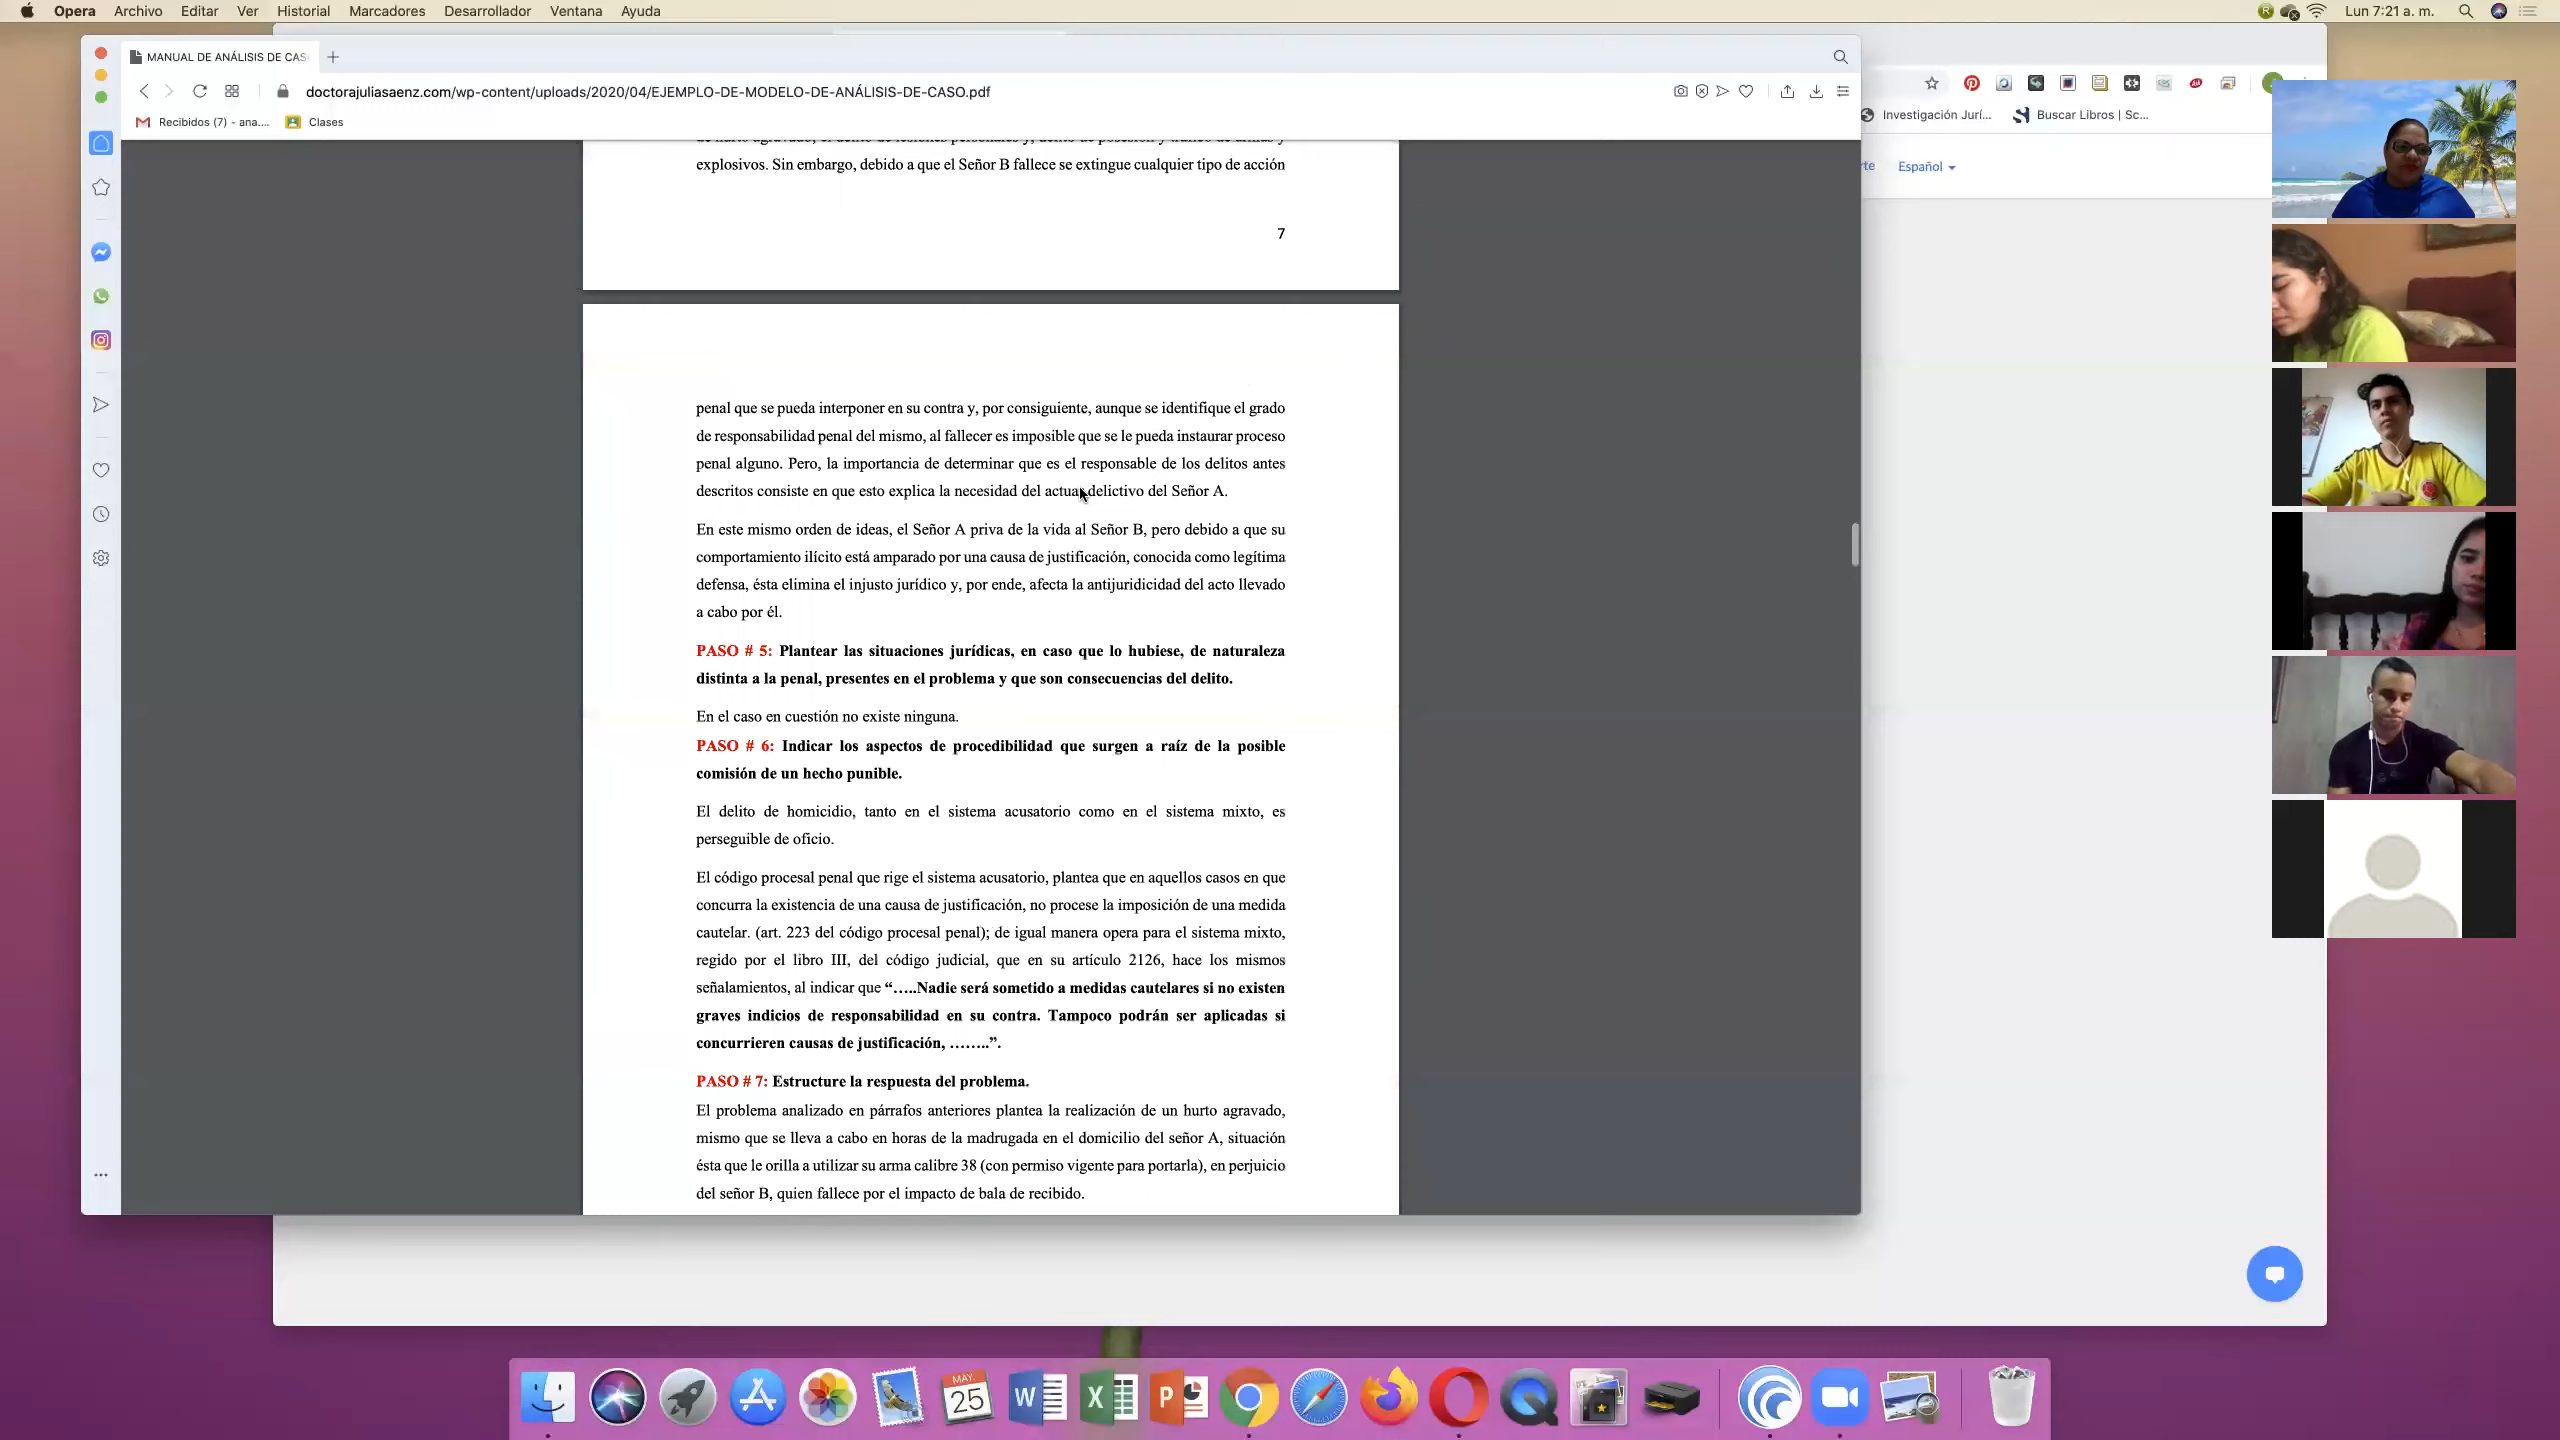 Opera Archivo Editar Ver Historial Marcadores Desarrollador Ventana Ayuda
Lun 7:21 a. m.
MANUAL DE ANÁLISIS DE CAS
doctorajuliasaenz.com/wp-content/uploads/2020/04/EJEMPLO-DE-MODELO-DE-ANÁLISIS-DE-CASO.pdf
Recibidos (7) - ana.... Clases
Investigación Jurí... Buscar Libros | Sc...
Español
explosivos. Sin embargo, debido a que el Señor B fallece se extingue cualquier tipo de acción
7
penal que se pueda interponer en su contra y, por consiguiente, aunque se identifique el grado
de responsabilidad penal del mismo, al fallecer es imposible que se le pueda instaurar proceso
penal alguno. Pero, la importancia de determinar que es el responsable de los delitos antes
descritos consiste en que esto explica la necesidad del actuar delictivo del Señor A.
En este mismo orden de ideas, el Señor A priva de la vida al Señor B, pero debido a que su
comportamiento ilícito está amparado por una causa de justificación, conocida como legítima
defensa, ésta elimina el injusto jurídico y, por ende, afecta la antijuridicidad del acto llevado
a cabo por él.
PASO # 5: Plantear las situaciones jurídicas, en caso que lo hubiese, de naturaleza
distinta a la penal, presentes en el problema y que son consecuencias del delito.
En el caso en cuestión no existe ninguna.
PASO # 6: Indicar los aspectos de procedibilidad que surgen a raíz de la posible
comisión de un hecho punible.
El delito de homicidio, tanto en el sistema acusatorio como en el sistema mixto, es
perseguible de oficio.
El código procesal penal que rige el sistema acusatorio, plantea que en aquellos casos en que
concurra la existencia de una causa de justificación, no procese la imposición de una medida
cautelar. (art. 223 del código procesal penal); de igual manera opera para el sistema mixto,
regido por el libro III, del código judicial, que en su artículo 2126, hace los mismos
señalamientos, al indicar que “…..Nadie será sometido a medidas cautelares si no existen
graves indicios de responsabilidad en su contra. Tampoco podrán ser aplicadas si
concurrieren causas de justificación, ……..”.
PASO # 7: Estructure la respuesta del problema.
El problema analizado en párrafos anteriores plantea la realización de un hurto agravado,
mismo que se lleva a cabo en horas de la madrugada en el domicilio del señor A, situación
ésta que le orilla a utilizar su arma calibre 38 (con permiso vigente para portarla), en perjuicio
del señor B, quien fallece por el impacto de bala de recibido.
MAY.
25